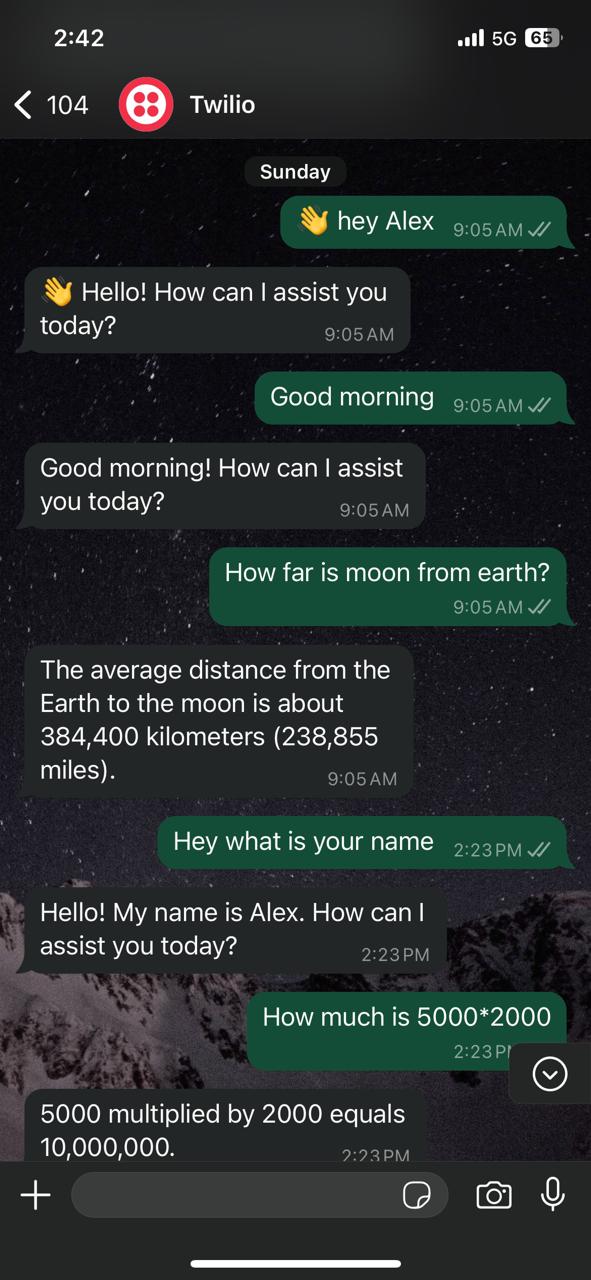 2:42
5G 65
104 Twilio
Sunday
👋 hey Alex 9:05 AM
👋 Hello! How can I assist you
today? 9:05 AM
Good morning 9:05 AM
Good morning! How can I assist
you today? 9:05 AM
How far is moon from earth?
9:05 AM
The average distance from the
Earth to the moon is about
384,400 kilometers (238,855
miles). 9:05 AM
Hey what is your name 2:23 PM
Hello! My name is Alex. How can I
assist you today? 2:23 PM
How much is 5000*2000
2:23 P
5000 multiplied by 2000 equals
10,000,000. 2:23 PM